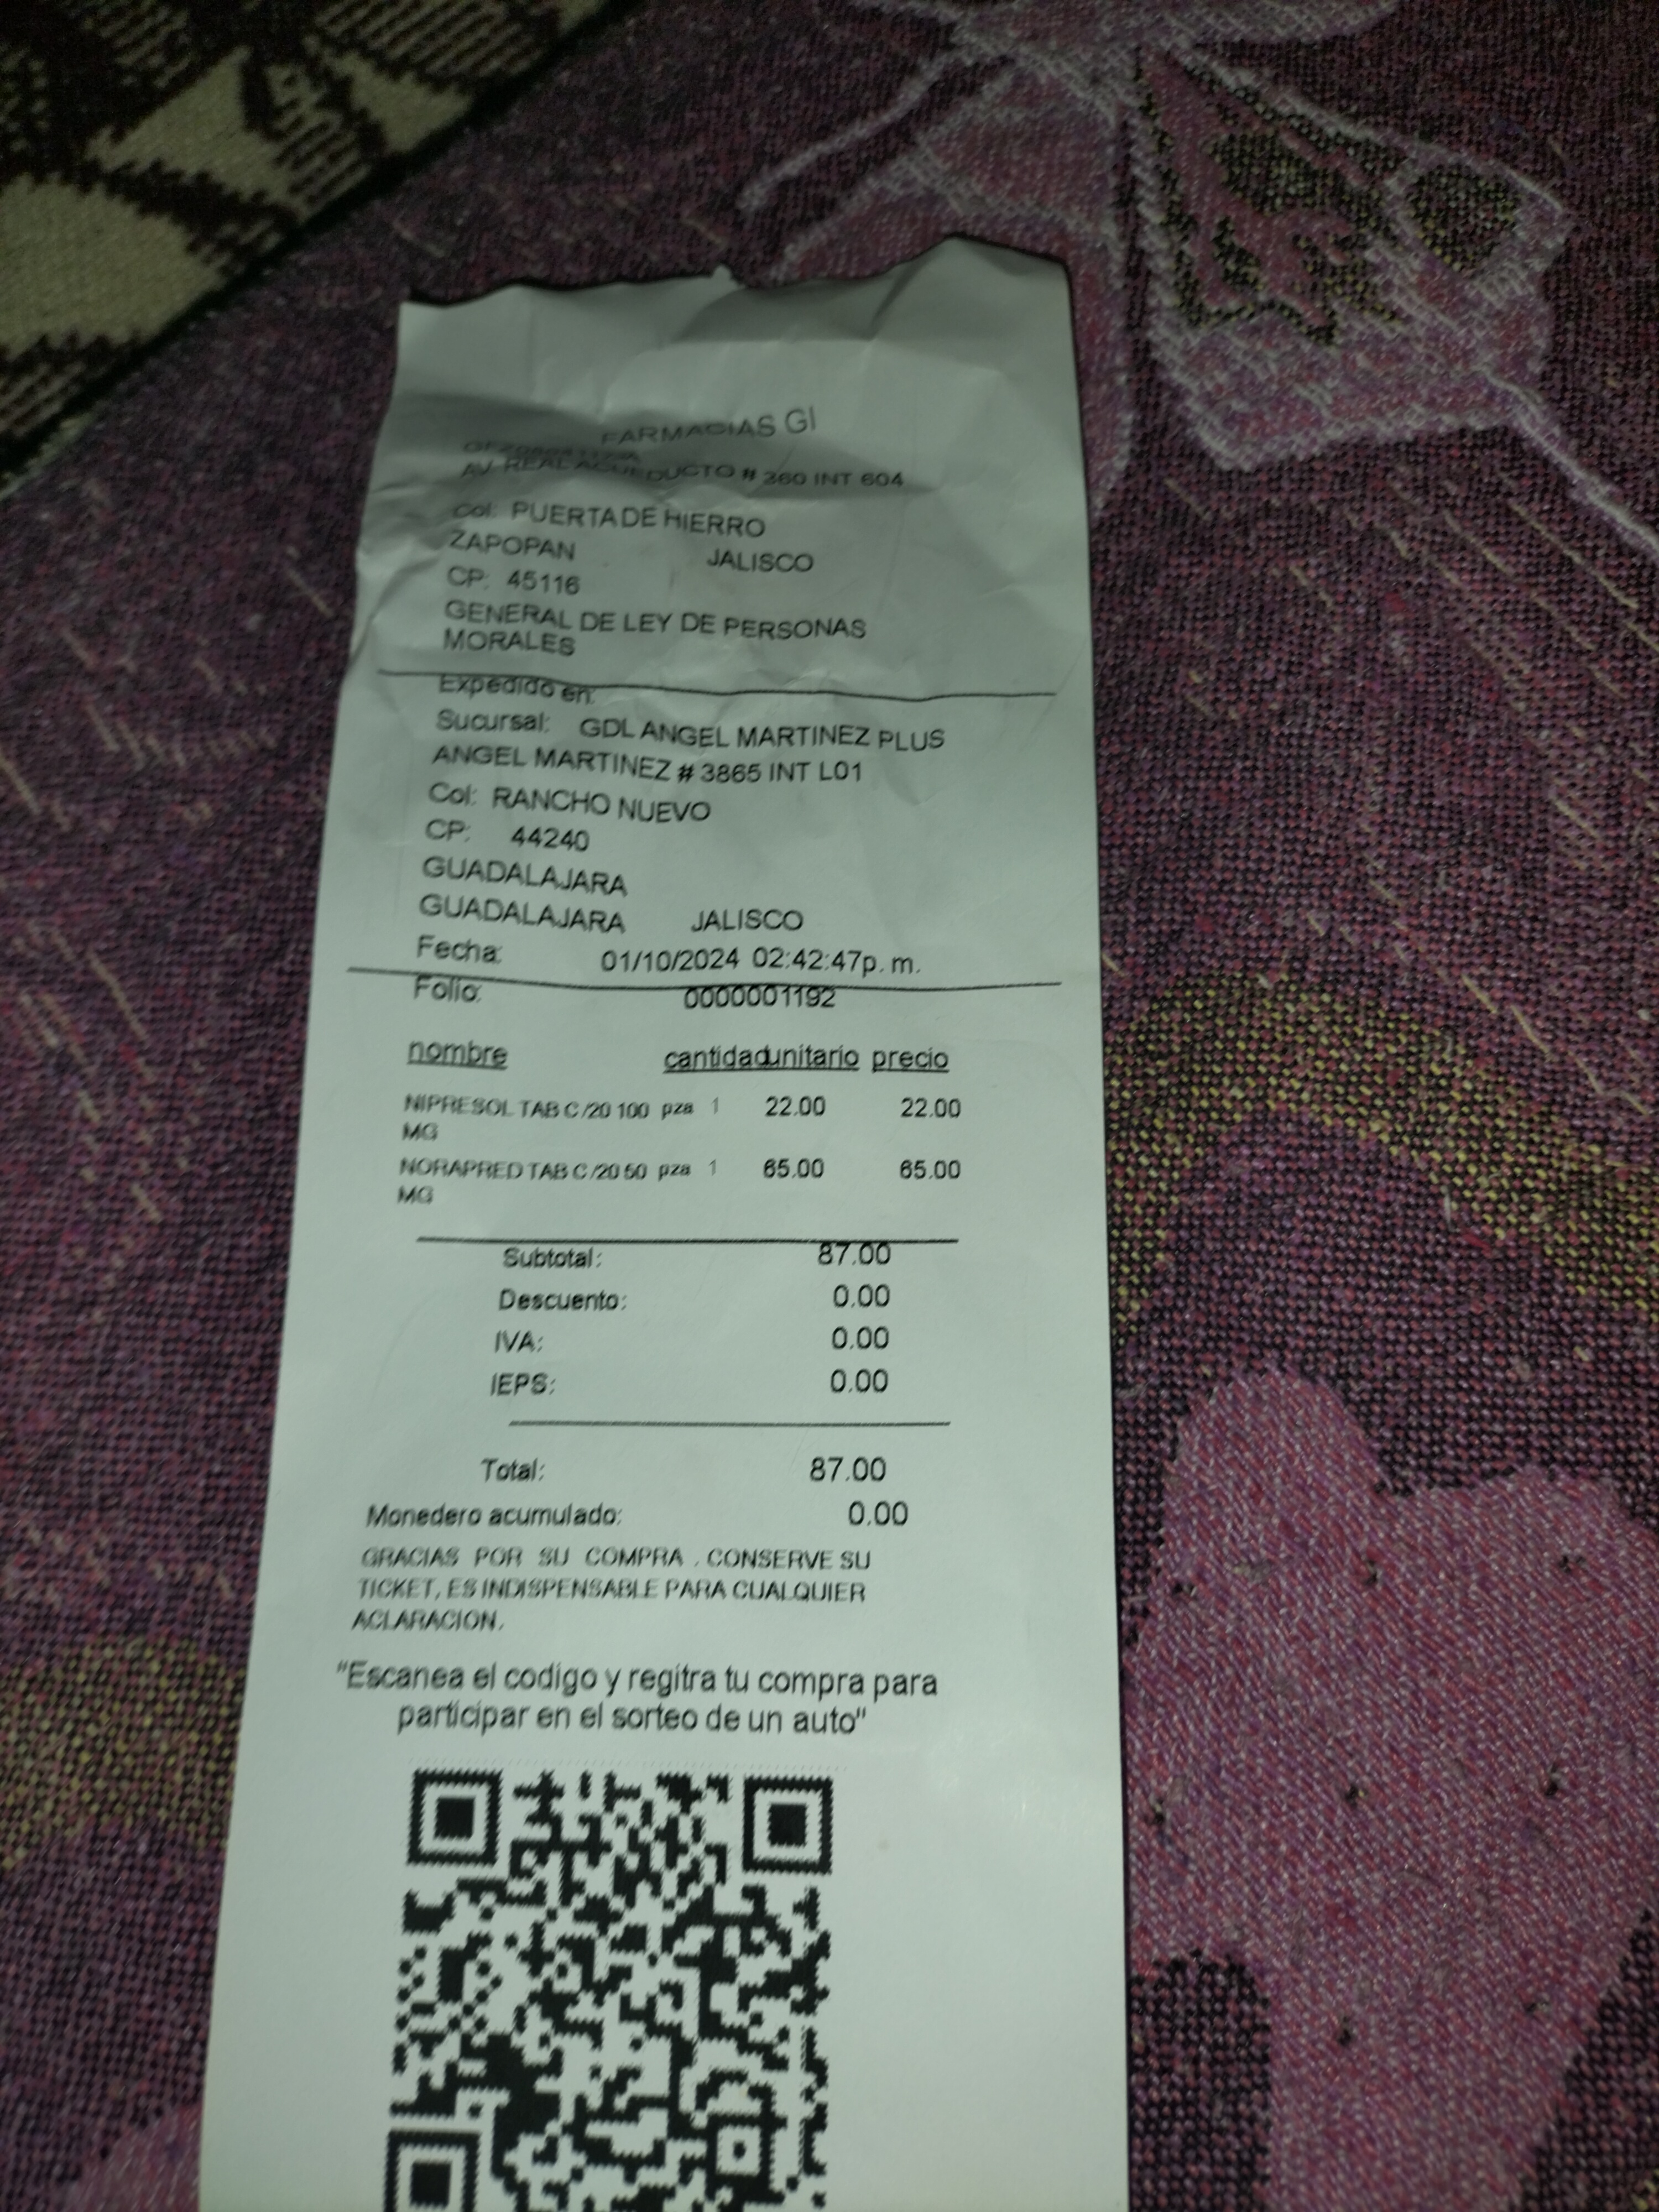 FARMACIAS GI
AV. REAL ACUEDUCTO # 360 INT 604
Col: PUERTA DE HIERRO
ZAPOPAN JALISCO
CP: 45116
GENERAL DE LEY DE PERSONAS
MORALES
Expedido en:
Sucursal: GDL ANGEL MARTINEZ PLUS
ANGEL MARTINEZ # 3865 INT L01
Col: RANCHO NUEVO
CP: 44240
GUADALAJARA
GUADALAJARA JALISCO
Fecha: 01/10/2024 02:42:47p. m.
Folio: 0000001192
nombre cantidad unitario precio
NIPRESOL TAB C/20 100 pza 1 22.00 22.00
MG
NORAPRED TAB C/20 50 pza 1 65.00 65.00
MG
Subtotal: 87.00
Descuento: 0.00
IVA: 0.00
IEPS: 0.00
Total: 87.00
Monedero acumulado: 0.00
GRACIAS POR SU COMPRA . CONSERVE SU
TICKET, ES INDISPENSABLE PARA CUALQUIER
ACLARACION.
"Escanea el codigo y regitra tu compra para
participar en el sorteo de un auto"